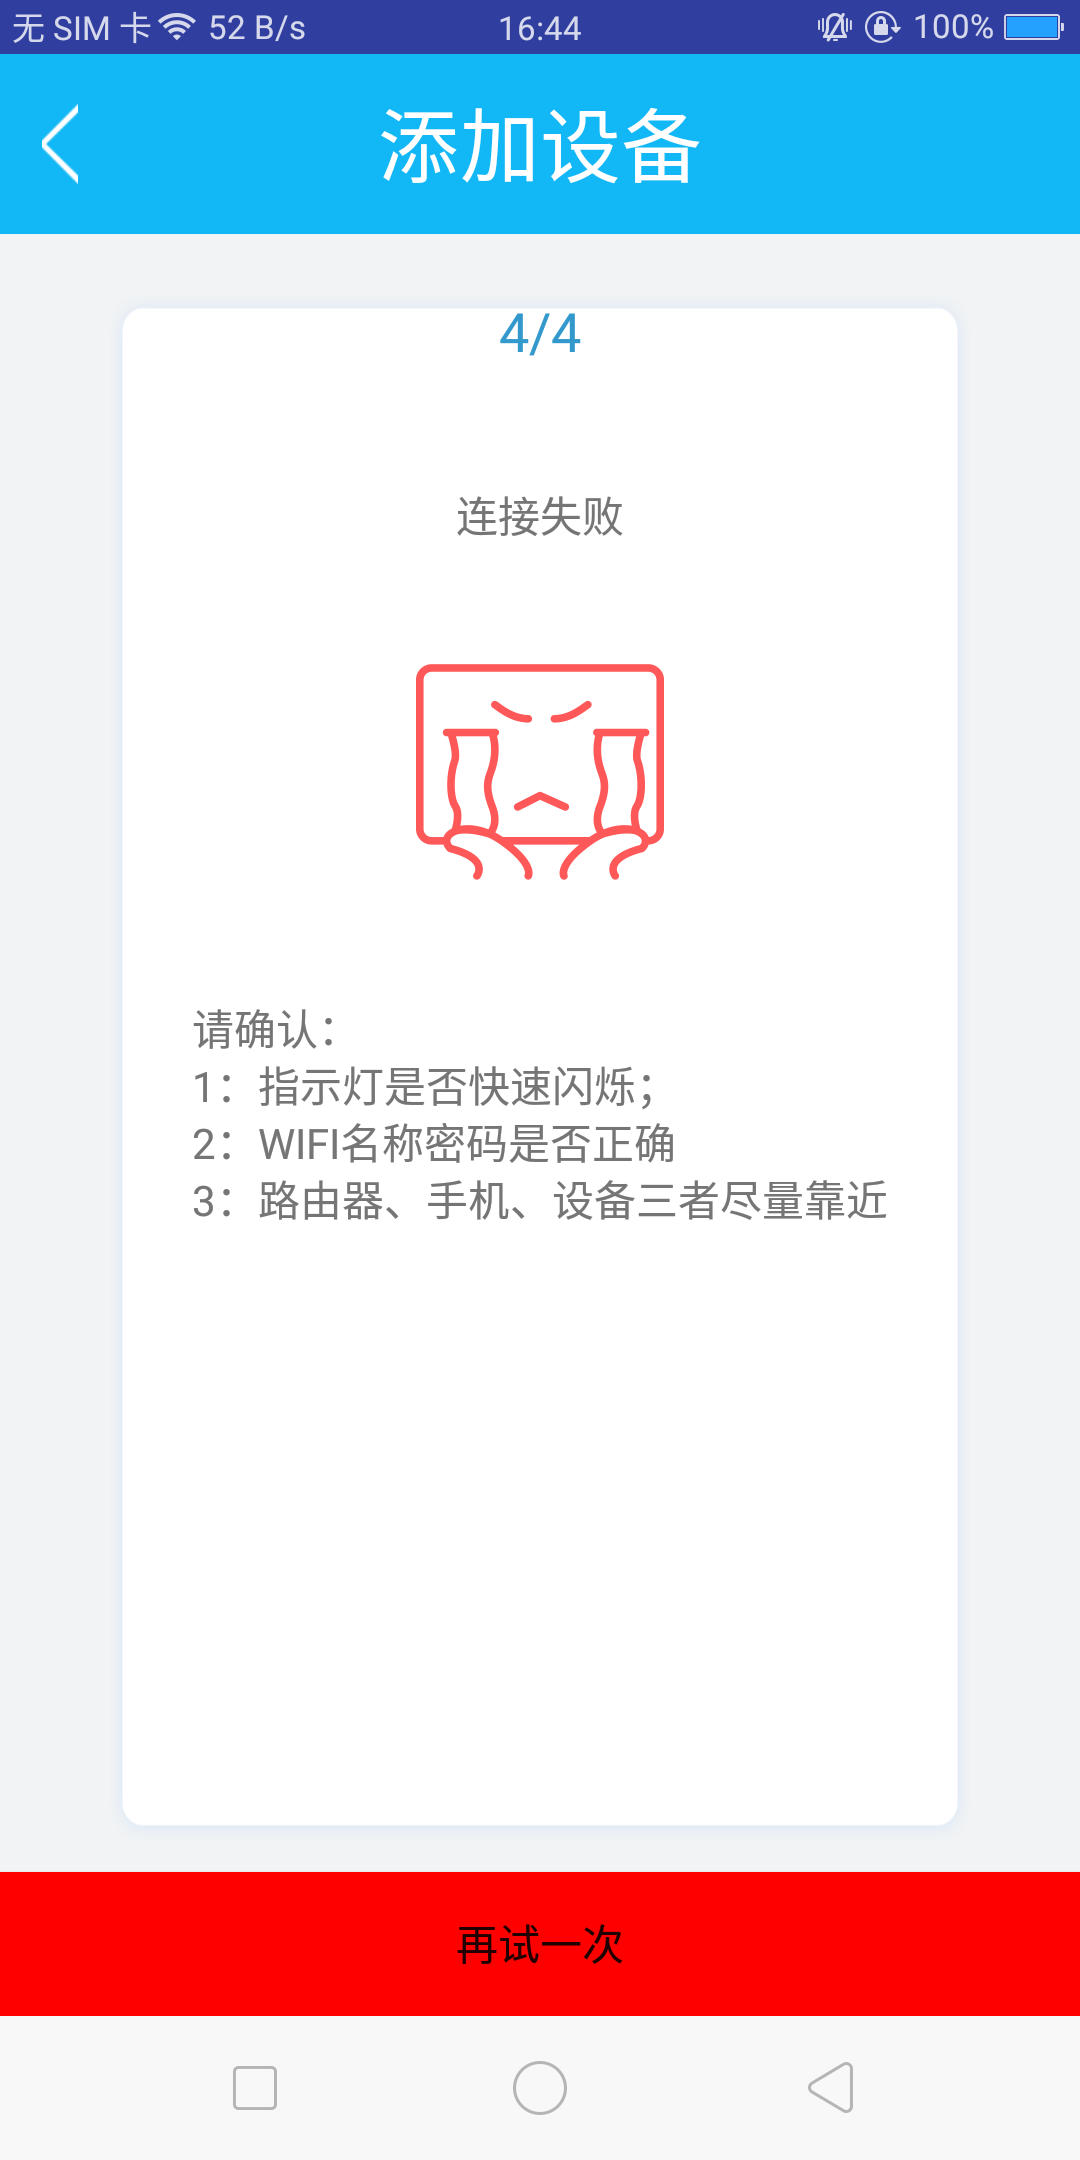 无 SIM 卡 52 B/s 16:44 100%
添加设备
4/4
连接失败
请确认：
1：指示灯是否快速闪烁；
2：WIFI名称密码是否正确
3：路由器、手机、设备三者尽量靠近
再试一次